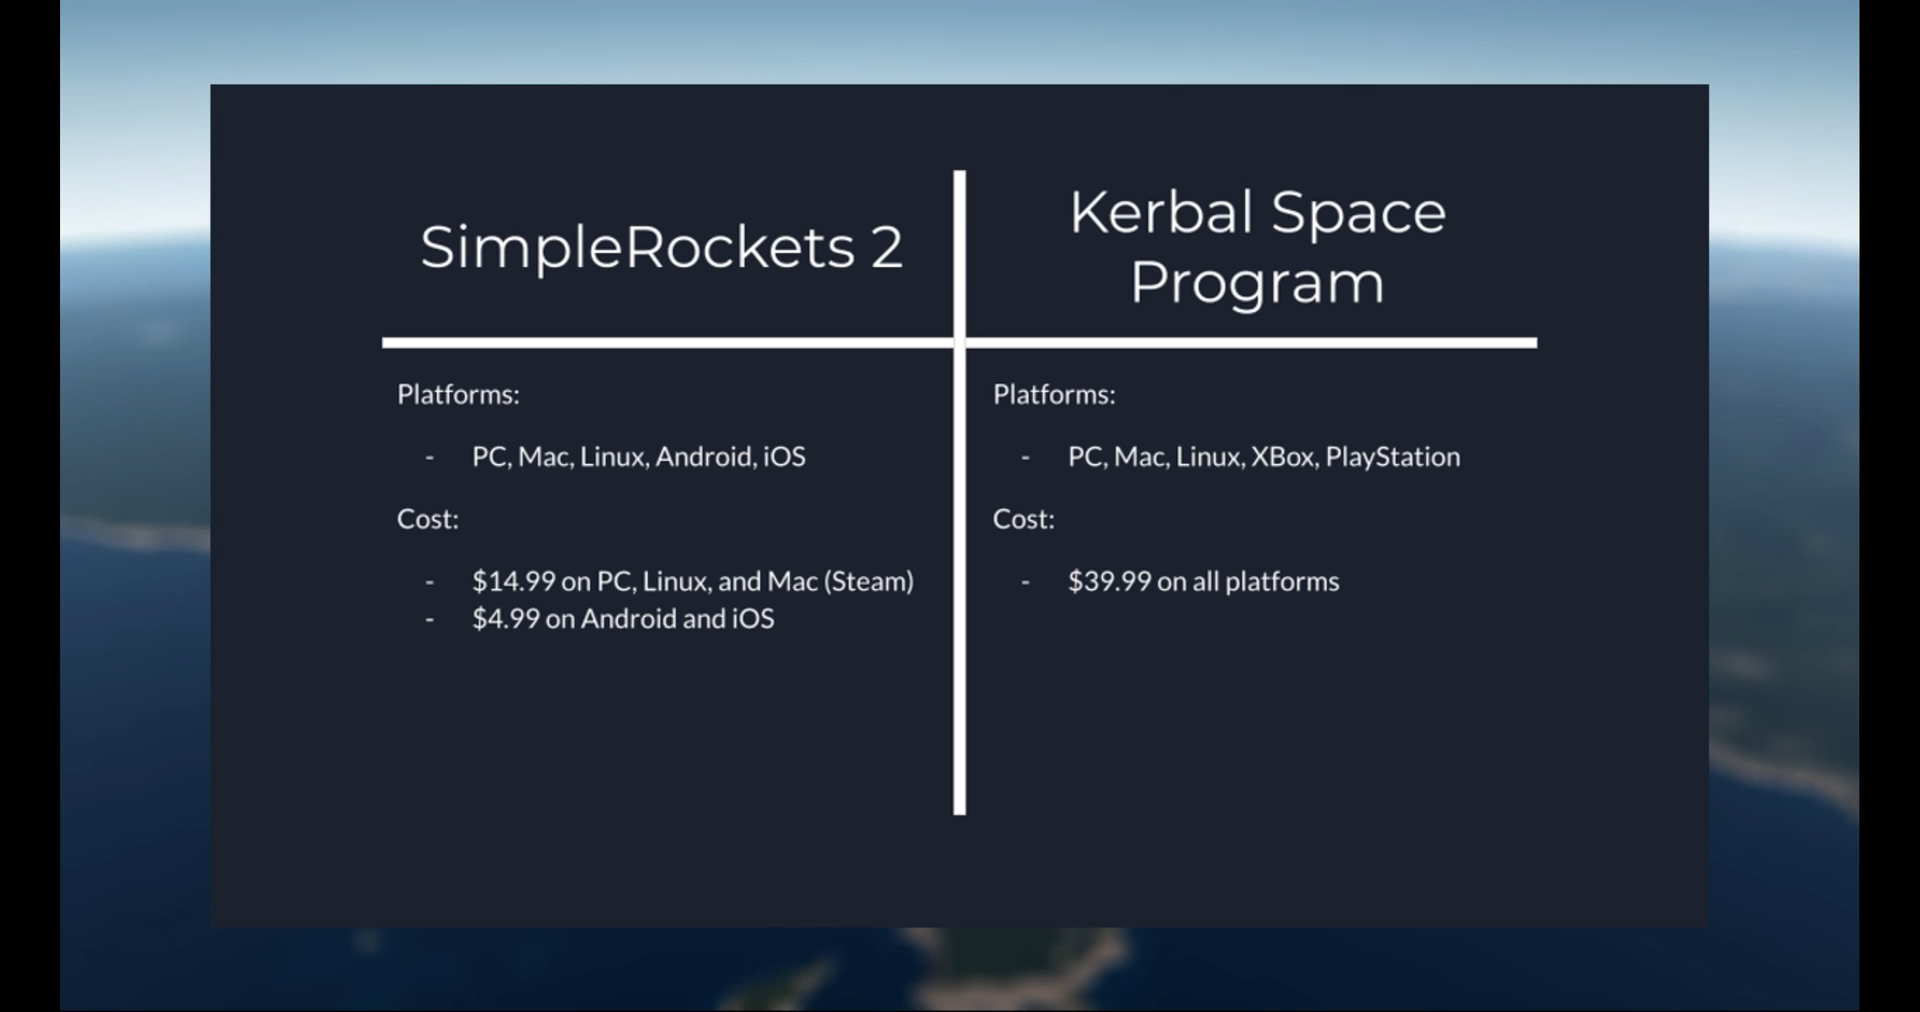 SimpleRockets 2
Kerbal Space
Program
Platforms:
- PC, Mac, Linux, Android, iOS
Cost:
- $14.99 on PC, Linux, and Mac (Steam)
- $4.99 on Android and iOS
Platforms:
- PC, Mac, Linux, XBox, PlayStation
Cost:
- $39.99 on all platforms